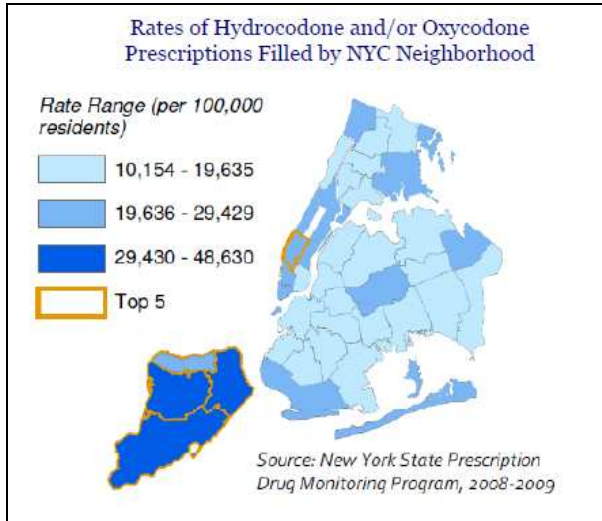 Rates of Hydrocodone and/or Oxycodone
Prescriptions Filled by NYC Neighborhood
Rate Range (per 100,000
residents)
10,154 - 19,635
19,636 - 29,429
29,430 - 48,630
Top 5
Source: New York State Prescription
Drug Monitoring Program, 2008-2009